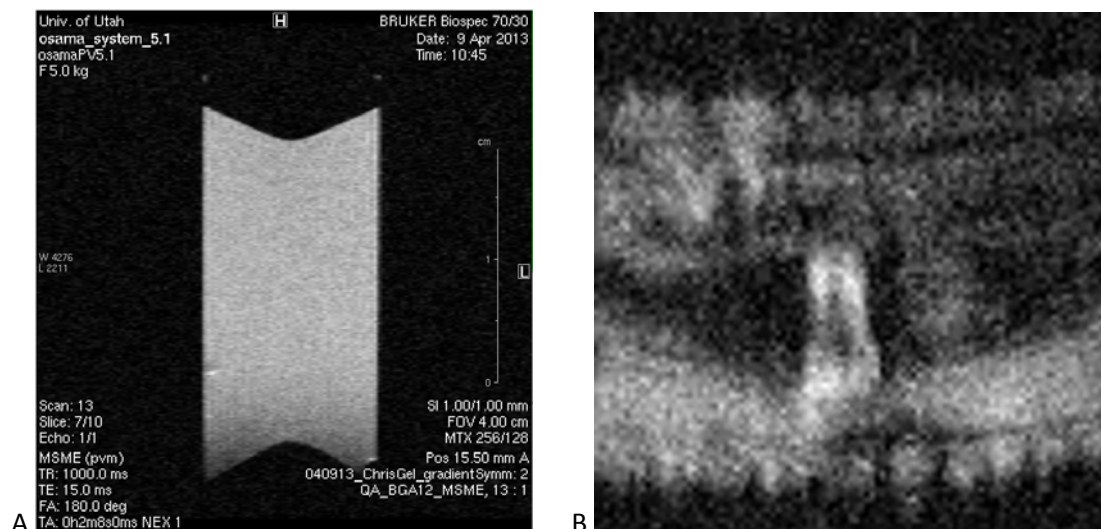 Univ. of Utah
osama_system_5.1
osamaPV5.1
F 5.0 kg
H
BRUKER Biospec 70/30
Date: 9 Apr 2013
Time: 10:45
cm
1
0
W 4276
L 2211
L
Scan: 13
Slice: 7/10
Echo: 1/1
MSME (pvm)
TR: 1000.0 ms
TE: 15.0 ms
FA: 180.0 deg
TA: 0h2m8s0ms NEX 1
SI 1.00/1.00 mm
FOV 4.00 cm
MTX 256/128
Pos 15.50 mm A
040913_ChrisGel_gradientSymm: 2
QA_BGA12_MSME, 13 : 1
A
B